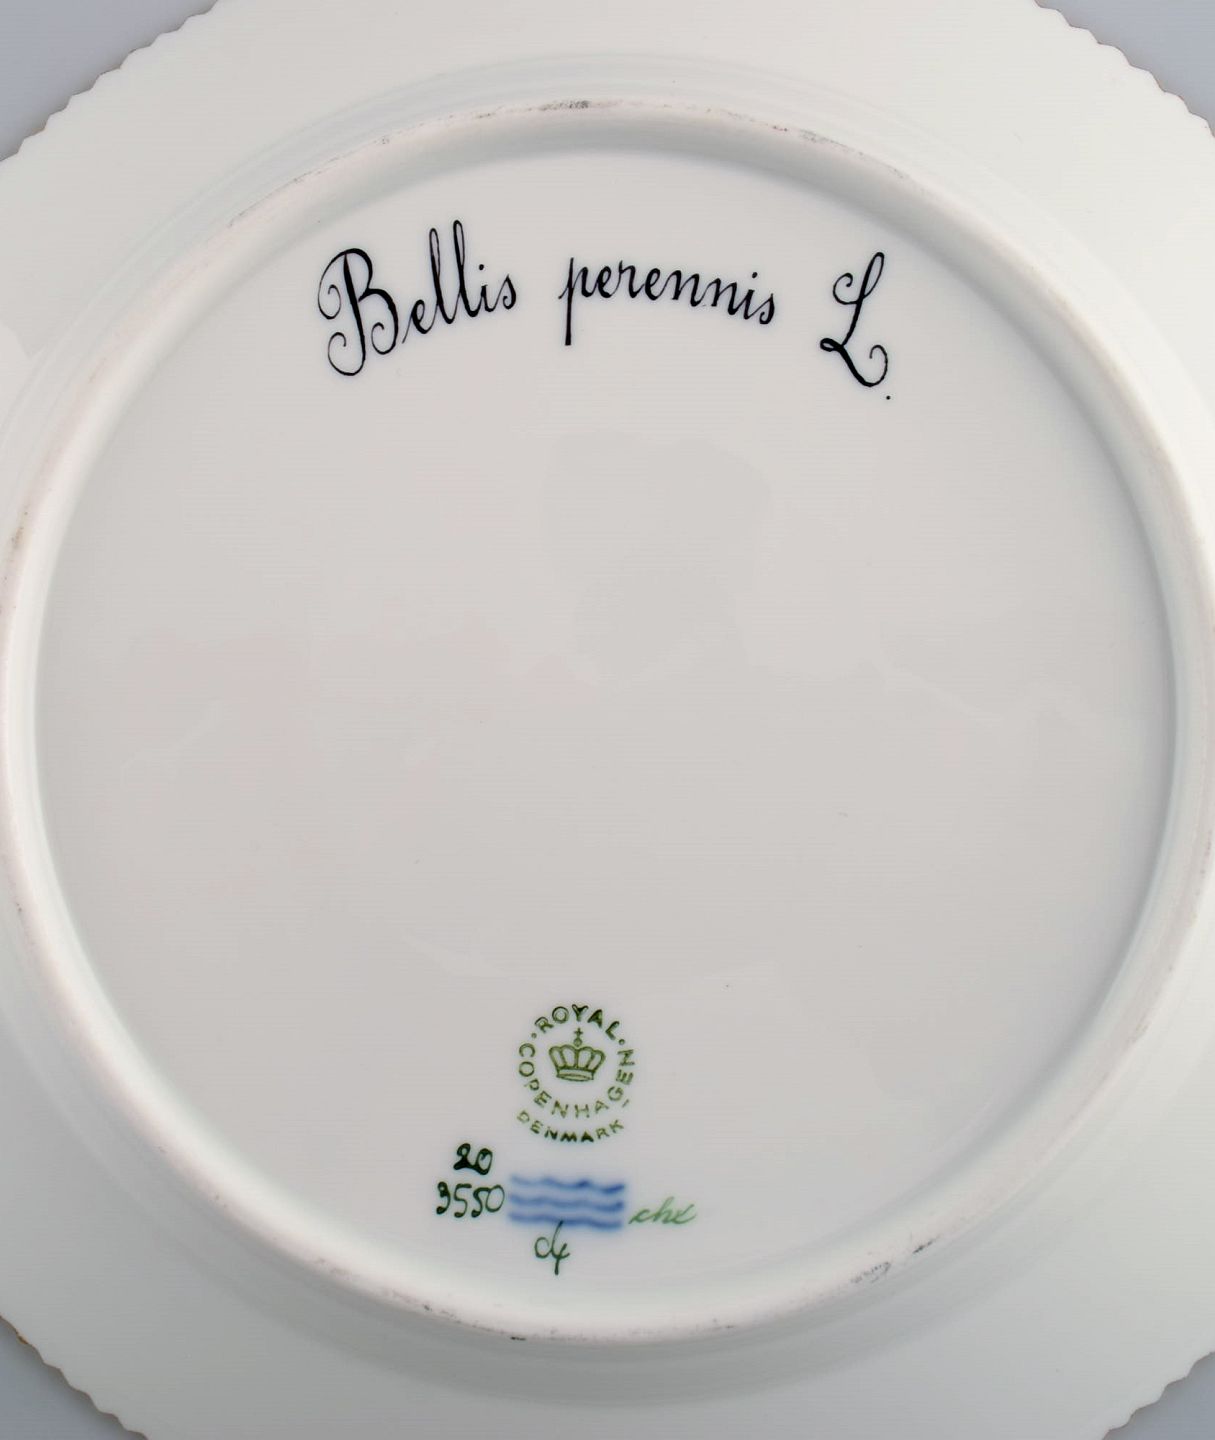 Bellis perennis L.
ROYAL
COPENHAGEN
DENMARK
20
3550